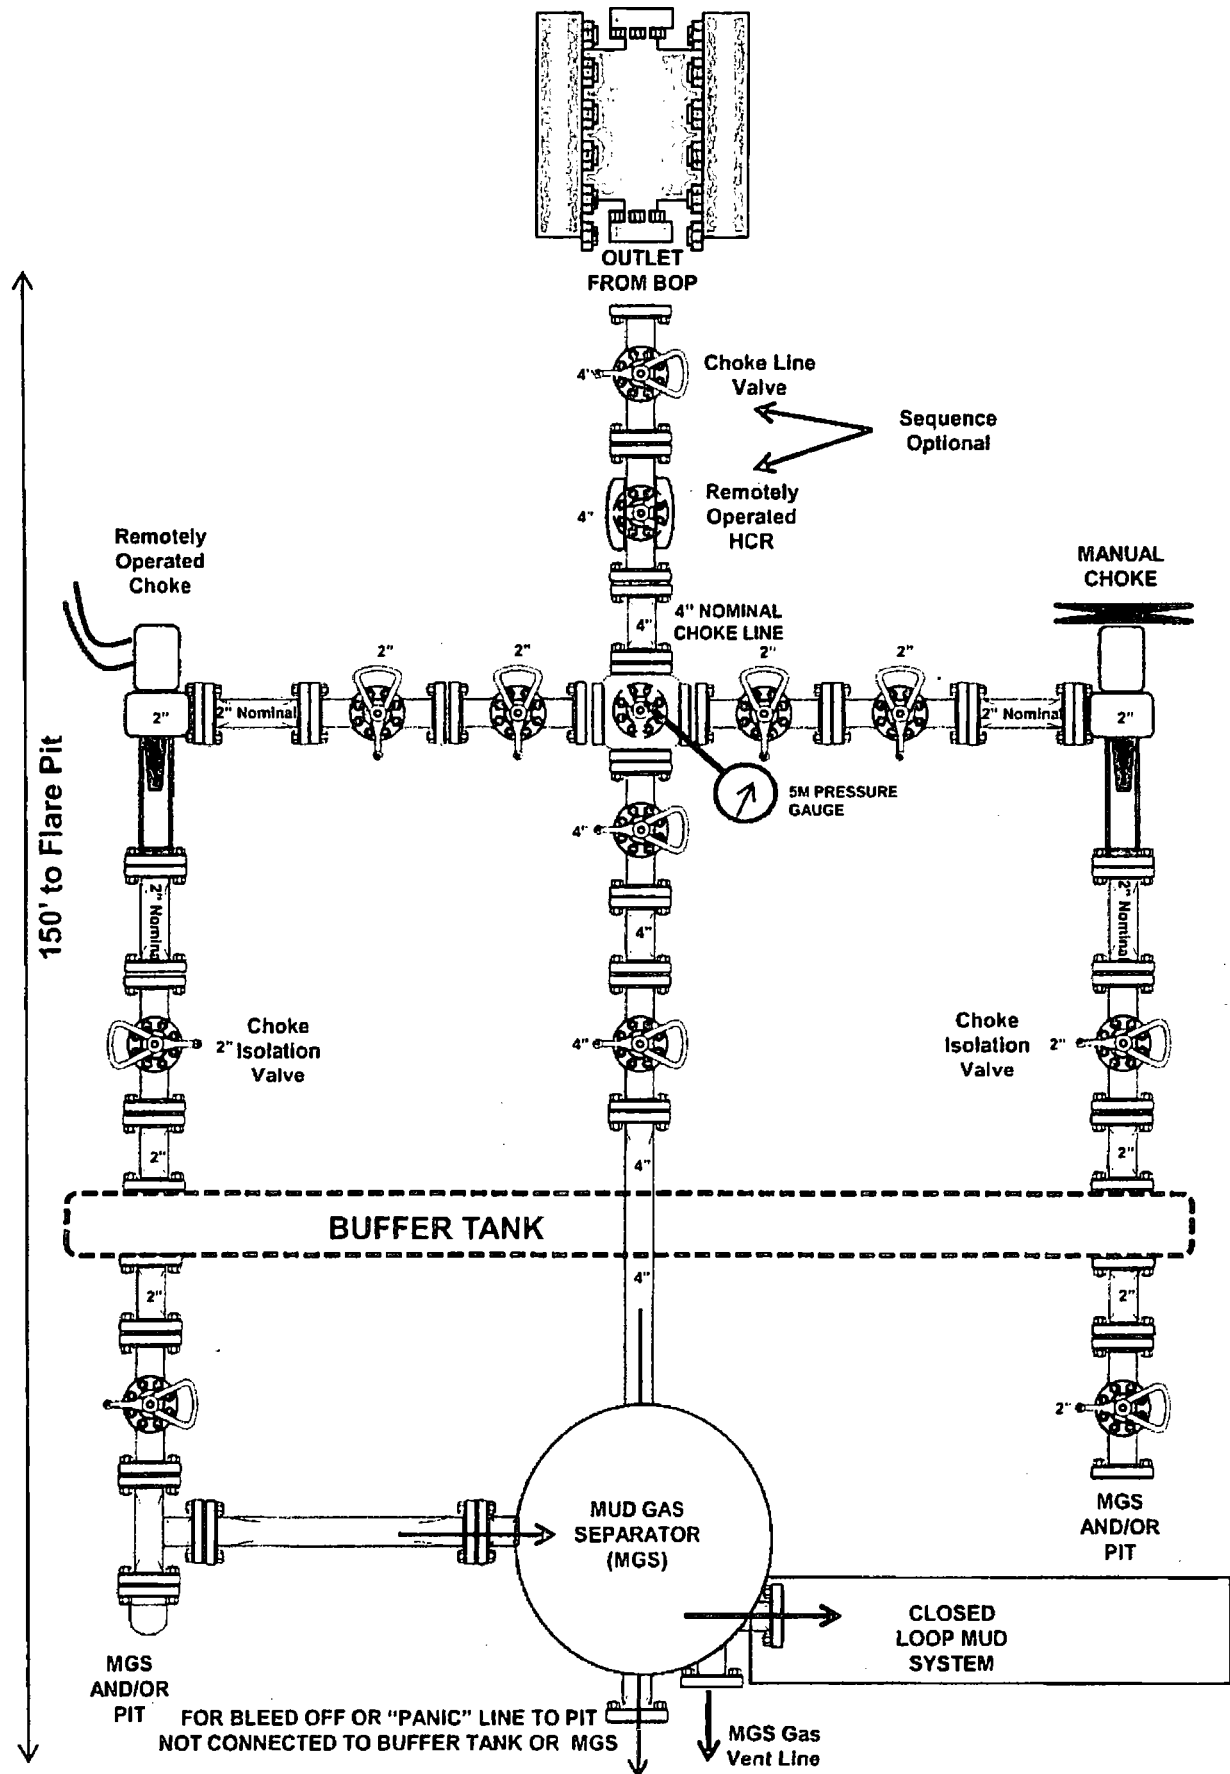 OUTLET
FROM BOP
4"
Choke Line
Valve
Sequence
Optional
4"
Remotely
Operated
HCR
Remotely
Operated
Choke
MANUAL
CHOKE
4"
4" NOMINAL
CHOKE LINE
2"
2"
2"
2"
2"
2" Nominal
2" Nominal
2"
5M PRESSURE
GAUGE
4"
150' to Flare Pit
2" Nominal
4"
2" Nominal
2"
Choke
Isolation
Valve
4"
Choke
Isolation
Valve
2"
2"
4"
2"
BUFFER TANK
2"
4"
2"
2"
MUD GAS
SEPARATOR
(MGS)
MGS
AND/OR
PIT
CLOSED
LOOP MUD
SYSTEM
MGS
AND/OR
PIT
FOR BLEED OFF OR "PANIC" LINE TO PIT
NOT CONNECTED TO BUFFER TANK OR MGS
MGS Gas
Vent Line